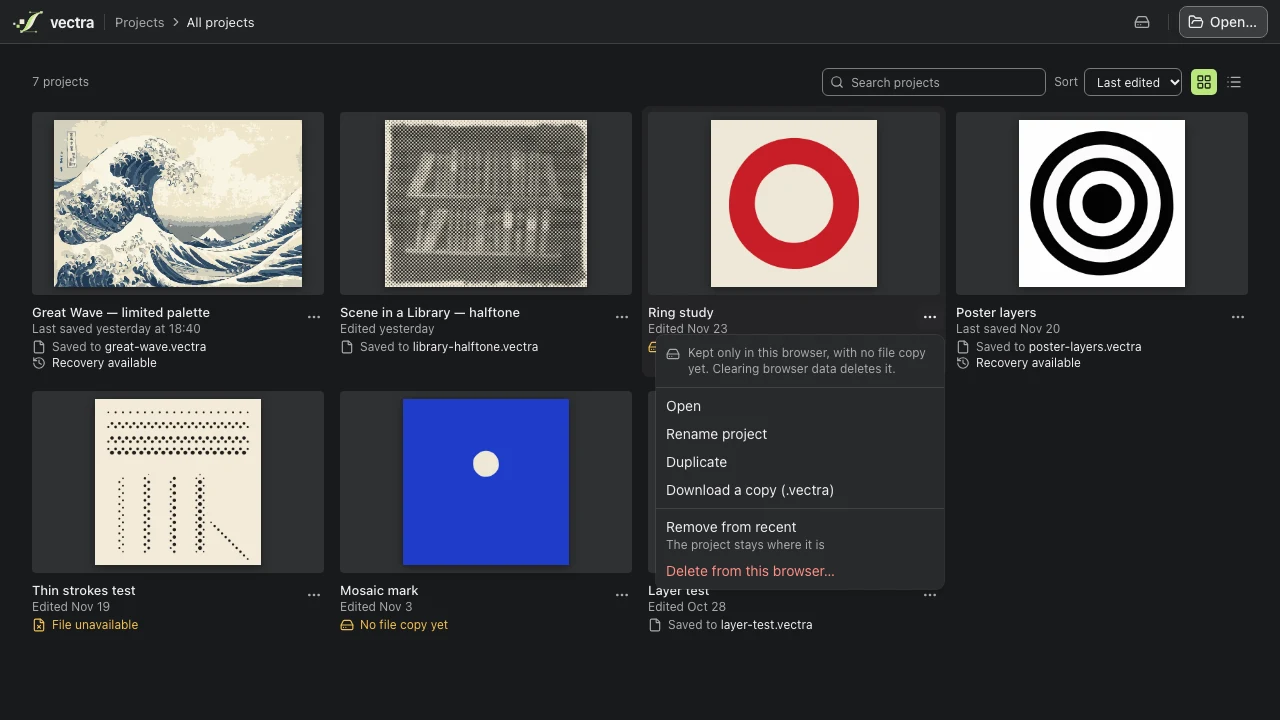 vectra
Projects
All projects
Open...
7 projects
Search projects
Sort
Last edited
Great Wave — limited palette
Last saved yesterday at 18:40
Saved to great-wave.vectra
Recovery available
Scene in a Library — halftone
Edited yesterday
Saved to library-halftone.vectra
Ring study
Edited Nov 23
Poster layers
Last saved Nov 20
Saved to poster-layers.vectra
Recovery available
Kept only in this browser, with no file copy
yet. Clearing browser data deletes it.
Open
Rename project
Duplicate
Download a copy (.vectra)
Remove from recent
The project stays where it is
Delete from this browser...
Thin strokes test
Edited Nov 19
File unavailable
Mosaic mark
Edited Nov 3
No file copy yet
Layer test
Edited Oct 28
Saved to layer-test.vectra